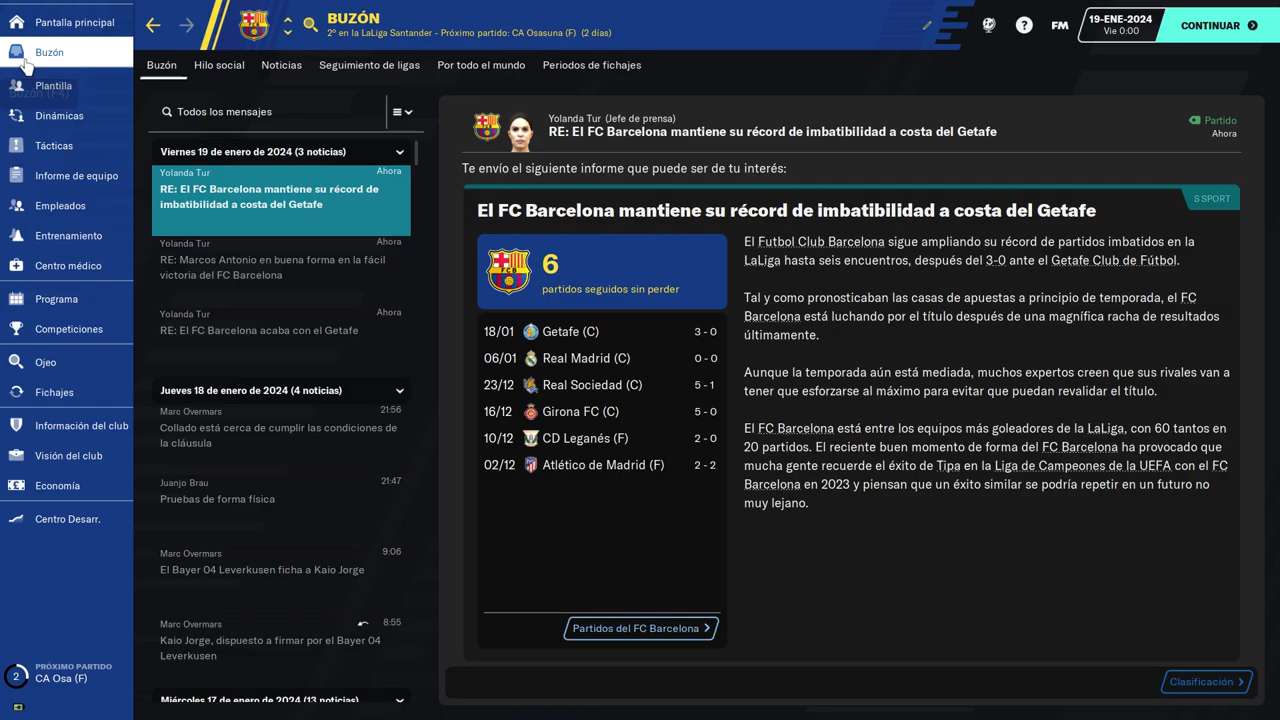 Pantalla principal
Buzón
Plantilla
Dinámicas
Tácticas
Informe de equipo
Empleados
Entrenamiento
Centro médico
Programa
Competiciones
Ojeo
Fichajes
Información del club
Visión del club
Economía
Centro Desarr.
2
PRÓXIMO PARTIDO
CA Osa (F)
BUZÓN
2º en la LaLiga Santander - Próximo partido: CA Osasuna (F) (2 días)
FM
19-ENE-2024
Vie 0:00
CONTINUAR
Buzón
Hilo social
Noticias
Seguimiento de ligas
Por todo el mundo
Periodos de fichajes
Todos los mensajes
Viernes 19 de enero de 2024 (3 noticias)
Yolanda Tur
Ahora
RE: El FC Barcelona mantiene su récord de
imbatibilidad a costa del Getafe
Yolanda Tur
Ahora
RE: Marcos Antonio en buena forma en la fácil
victoria del FC Barcelona
Yolanda Tur
Ahora
RE: El FC Barcelona acaba con el Getafe
Jueves 18 de enero de 2024 (4 noticias)
Marc Overmars
21:56
Collado está cerca de cumplir las condiciones de
la cláusula
Juanjo Brau
21:47
Pruebas de forma física
Marc Overmars
9:06
El Bayer 04 Leverkusen ficha a Kaio Jorge
Marc Overmars
8:55
Kaio Jorge, dispuesto a firmar por el Bayer 04
Leverkusen
Miércoles 17 de enero de 2024 (13 noticias)
Yolanda Tur (Jefe de prensa)
RE: El FC Barcelona mantiene su récord de imbatibilidad a costa del Getafe
Partido
Ahora
Te envío el siguiente informe que puede ser de tu interés:
S SPORT
El FC Barcelona mantiene su récord de imbatibilidad a costa del Getafe
6
partidos seguidos sin perder
18/01 Getafe (C) 3 - 0
06/01 Real Madrid (C) 0 - 0
23/12 Real Sociedad (C) 5 - 1
16/12 Girona FC (C) 5 - 0
10/12 CD Leganés (F) 2 - 0
02/12 Atlético de Madrid (F) 2 - 2
Partidos del FC Barcelona
El Futbol Club Barcelona sigue ampliando su récord de partidos imbatidos en la
LaLiga hasta seis encuentros, después del 3-0 ante el Getafe Club de Fútbol.
Tal y como pronosticaban las casas de apuestas a principio de temporada, el FC
Barcelona está luchando por el título después de una magnífica racha de resultados
últimamente.
Aunque la temporada aún está mediada, muchos expertos creen que sus rivales van a
tener que esforzarse al máximo para evitar que puedan revalidar el título.
El FC Barcelona está entre los equipos más goleadores de la LaLiga, con 60 tantos en
20 partidos. El reciente buen momento de forma del FC Barcelona ha provocado que
mucha gente recuerde el éxito de Tipa en la Liga de Campeones de la UEFA con el FC
Barcelona en 2023 y piensan que un éxito similar se podría repetir en un futuro no
muy lejano.
Clasificación